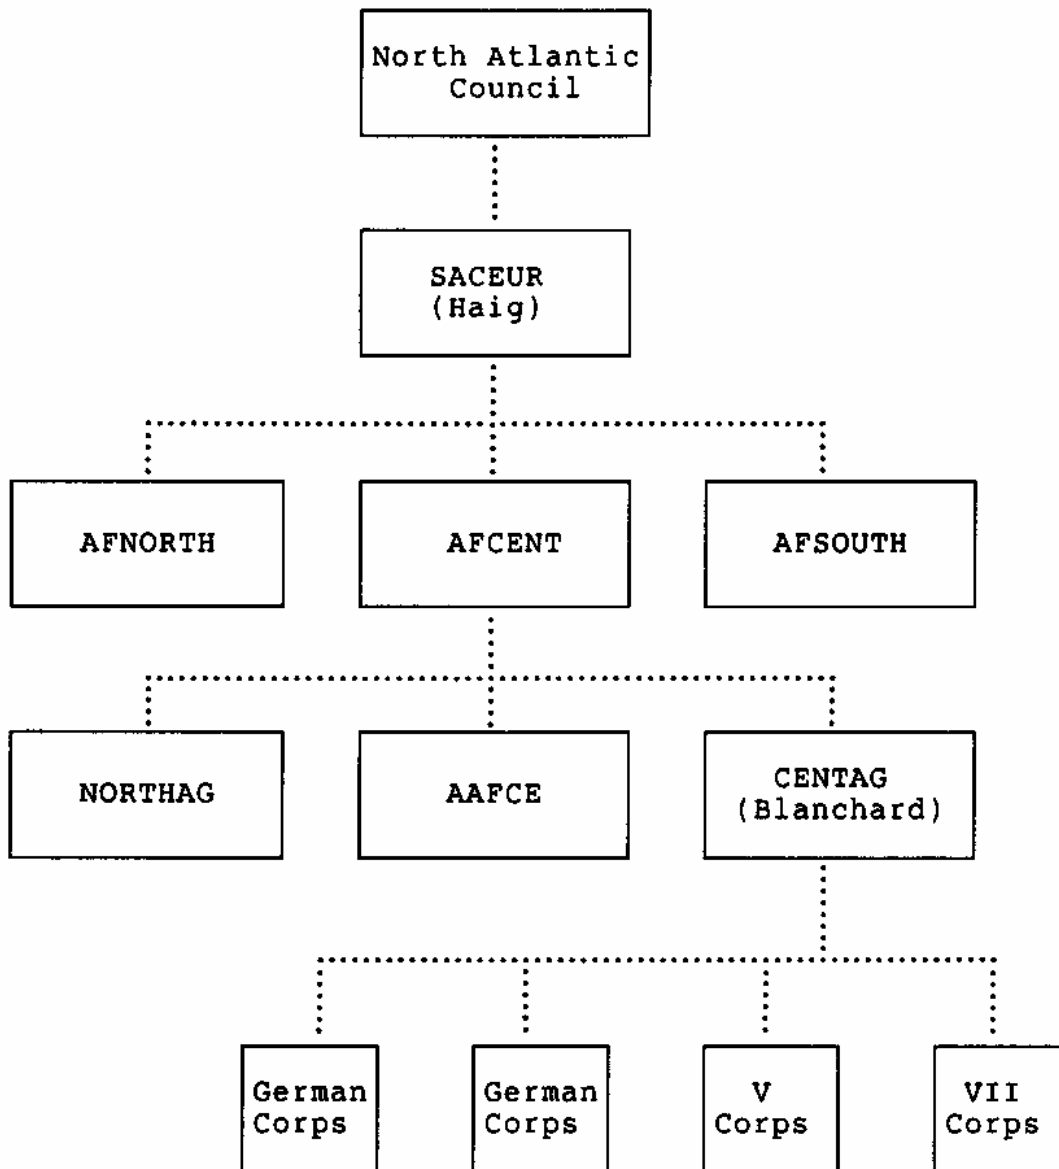 North Atlantic
Council
SACEUR
(Haig)
AFNORTH
AFCENT
AFSOUTH
NORTHAG
AAFCE
CENTAG
(Blanchard)
German
Corps
German
Corps
V
Corps
VII
Corps